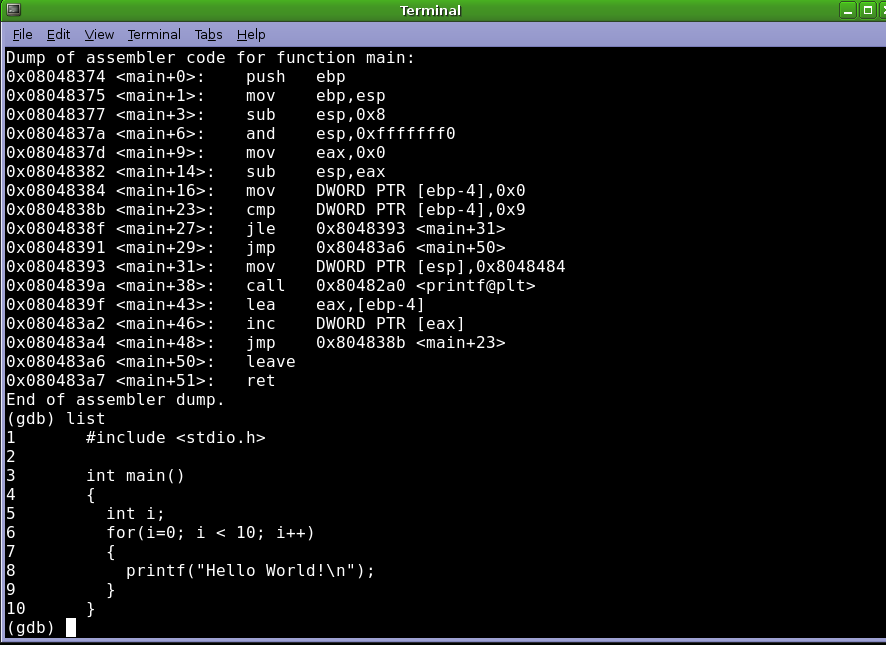 Terminal
File Edit View Terminal Tabs Help
Dump of assembler code for function main:
0x08048374 <main+0>:    push   ebp
0x08048375 <main+1>:    mov    ebp,esp
0x08048377 <main+3>:    sub    esp,0x8
0x0804837a <main+6>:    and    esp,0xfffffff0
0x0804837d <main+9>:    mov    eax,0x0
0x08048382 <main+14>:   sub    esp,eax
0x08048384 <main+16>:   mov    DWORD PTR [ebp-4],0x0
0x0804838b <main+23>:   cmp    DWORD PTR [ebp-4],0x9
0x0804838f <main+27>:   jle    0x8048393 <main+31>
0x08048391 <main+29>:   jmp    0x80483a6 <main+50>
0x08048393 <main+31>:   mov    DWORD PTR [esp],0x8048484
0x0804839a <main+38>:   call   0x80482a0 <printf@plt>
0x0804839f <main+43>:   lea    eax,[ebp-4]
0x080483a2 <main+46>:   inc    DWORD PTR [eax]
0x080483a4 <main+48>:   jmp    0x804838b <main+23>
0x080483a6 <main+50>:   leave
0x080483a7 <main+51>:   ret
End of assembler dump.
(gdb) list
1       #include <stdio.h>
2
3       int main()
4       {
5         int i;
6         for(i=0; i < 10; i++)
7         {
8           printf("Hello World!\n");
9         }
10      }
(gdb)